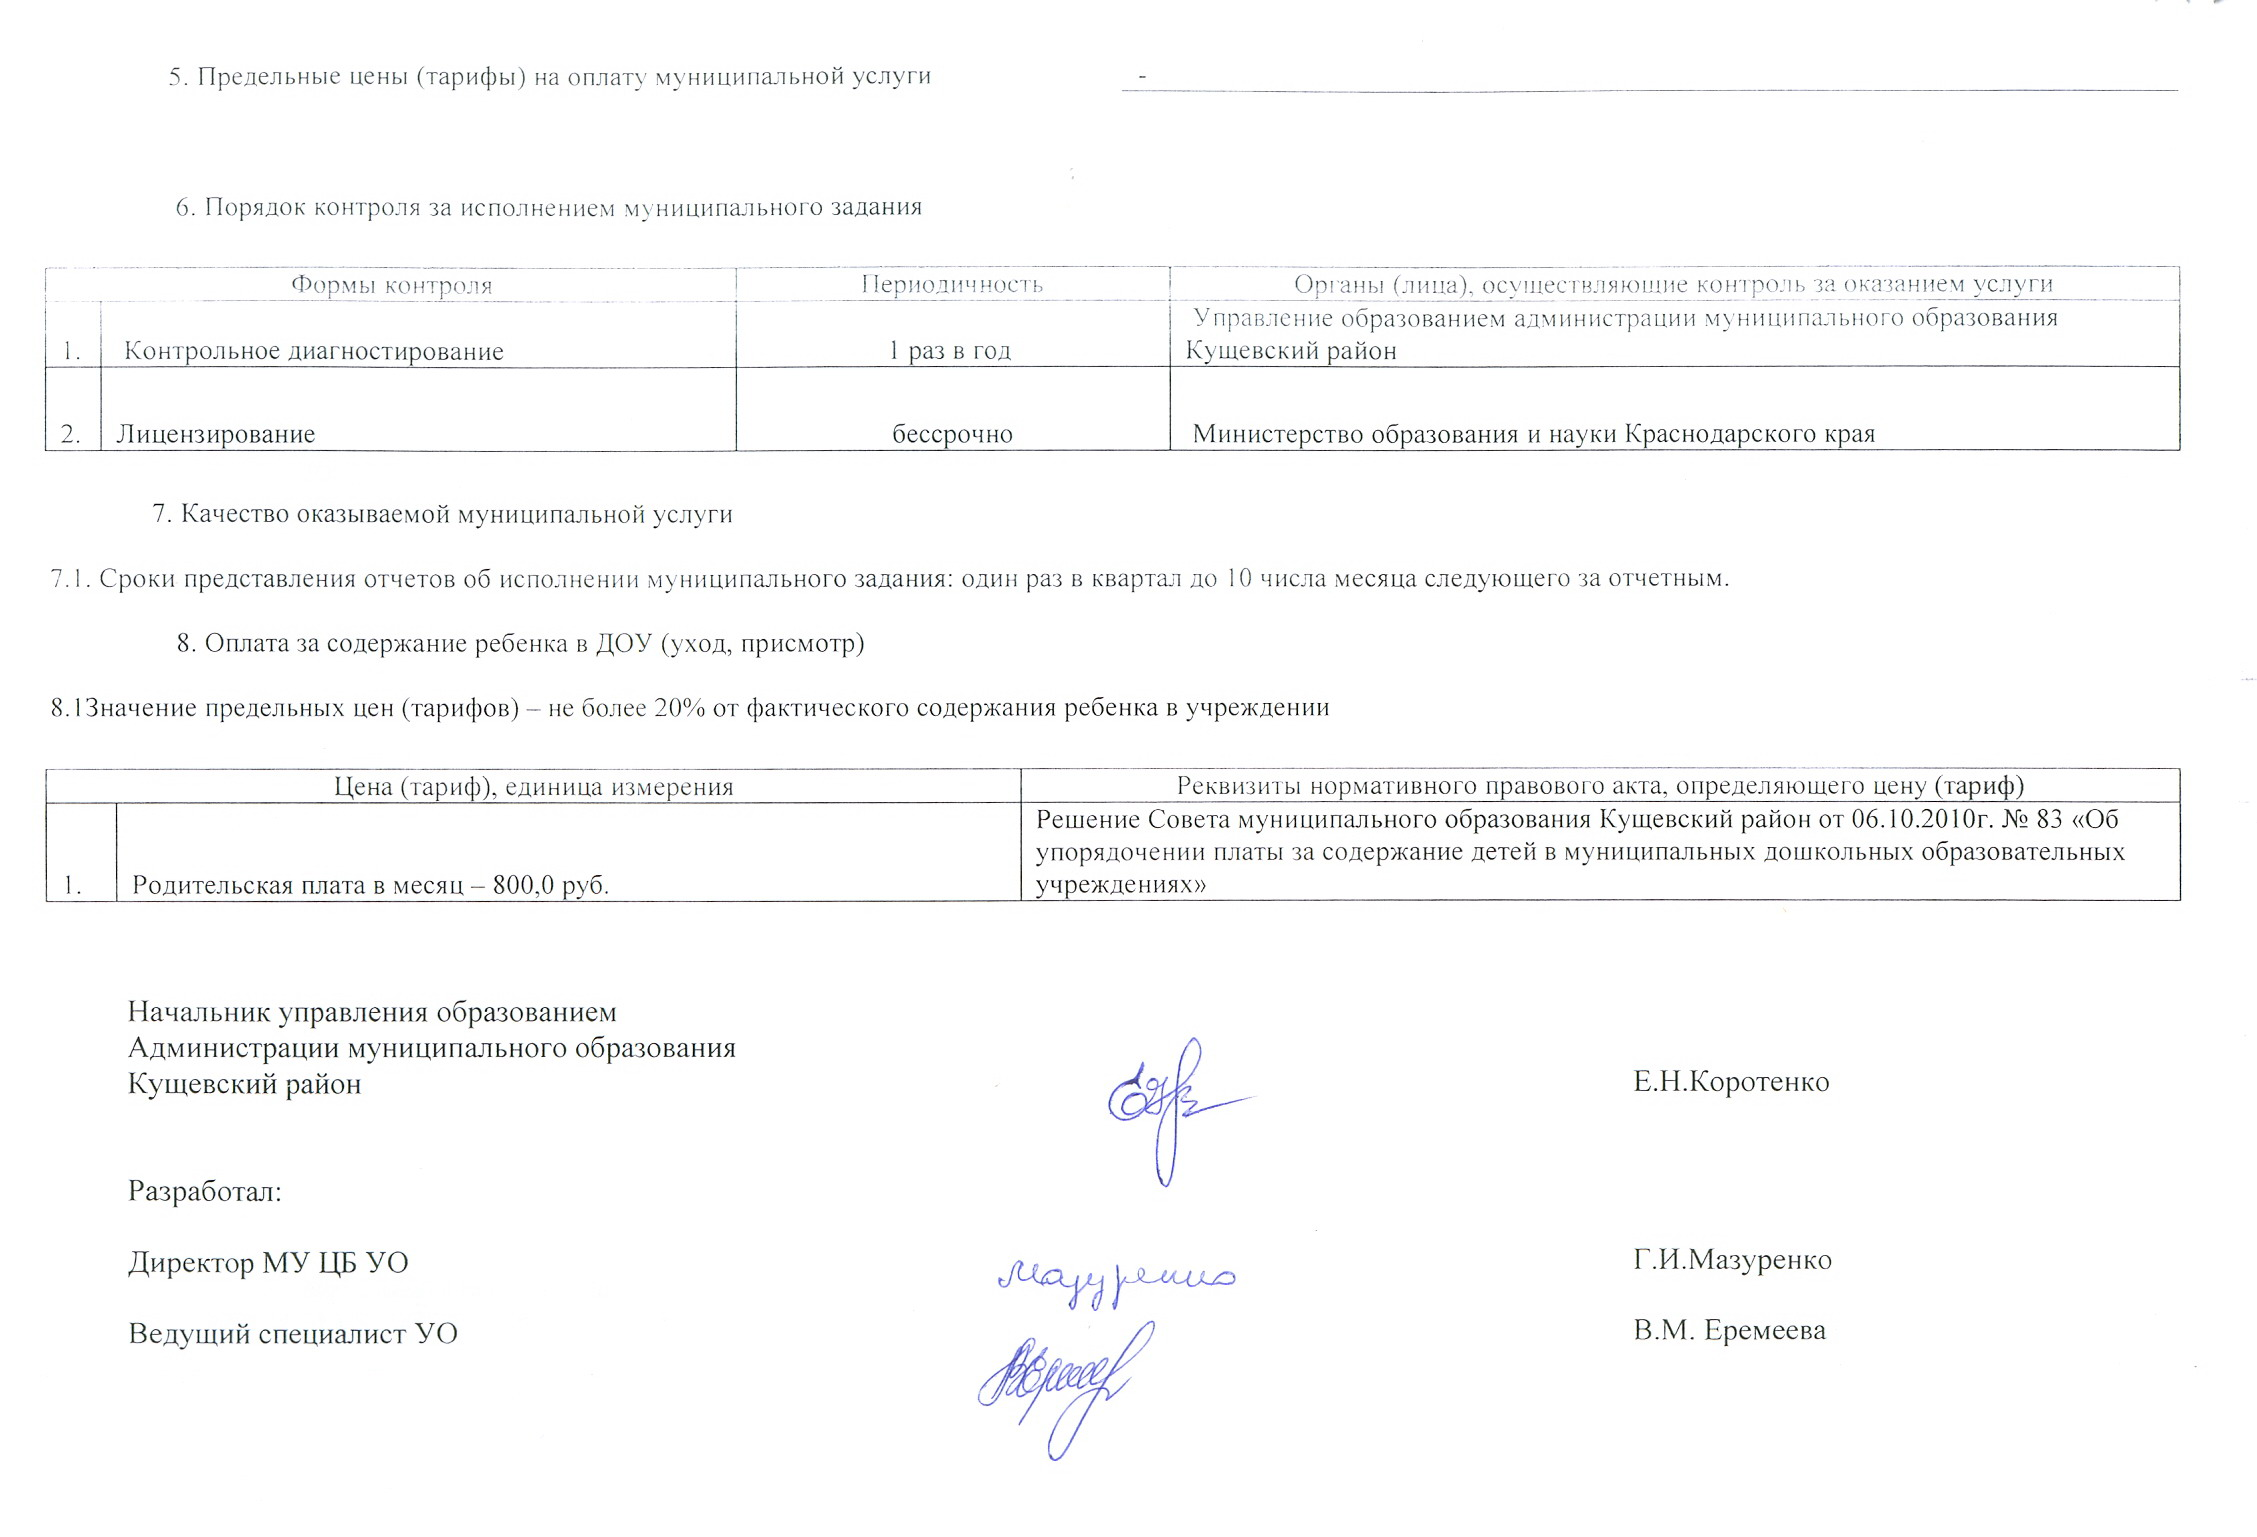 5. Предельные цены (тарифы) на оплату муниципальной услуги -
6. Порядок контроля за исполнением муниципального задания
Формы контроля Периодичность Органы (лица), осуществляющие контроль за оказанием услуги
1. Контрольное диагностирование 1 раз в год Управление образованием администрации муниципального образования
Кущевский район
2. Лицензирование бессрочно Министерство образования и науки Краснодарского края
7. Качество оказываемой муниципальной услуги
7.1. Сроки представления отчетов об исполнении муниципального задания: один раз в квартал до 10 числа месяца следующего за отчетным.
8. Оплата за содержание ребенка в ДОУ (уход, присмотр)
8.1Значение предельных цен (тарифов) – не более 20% от фактического содержания ребенка в учреждении
Цена (тариф), единица измерения Реквизиты нормативного правового акта, определяющего цену (тариф)
1. Родительская плата в месяц – 800,0 руб. Решение Совета муниципального образования Кущевский район от 06.10.2010г. № 83 «Об
упорядочении платы за содержание детей в муниципальных дошкольных образовательных
учреждениях»
Начальник управления образованием
Администрации муниципального образования
Кущевский район Е.Н.Коротенко
Разработал:
Директор МУ ЦБ УО Мазуренко Г.И.Мазуренко
Ведущий специалист УО В.М. Еремеева